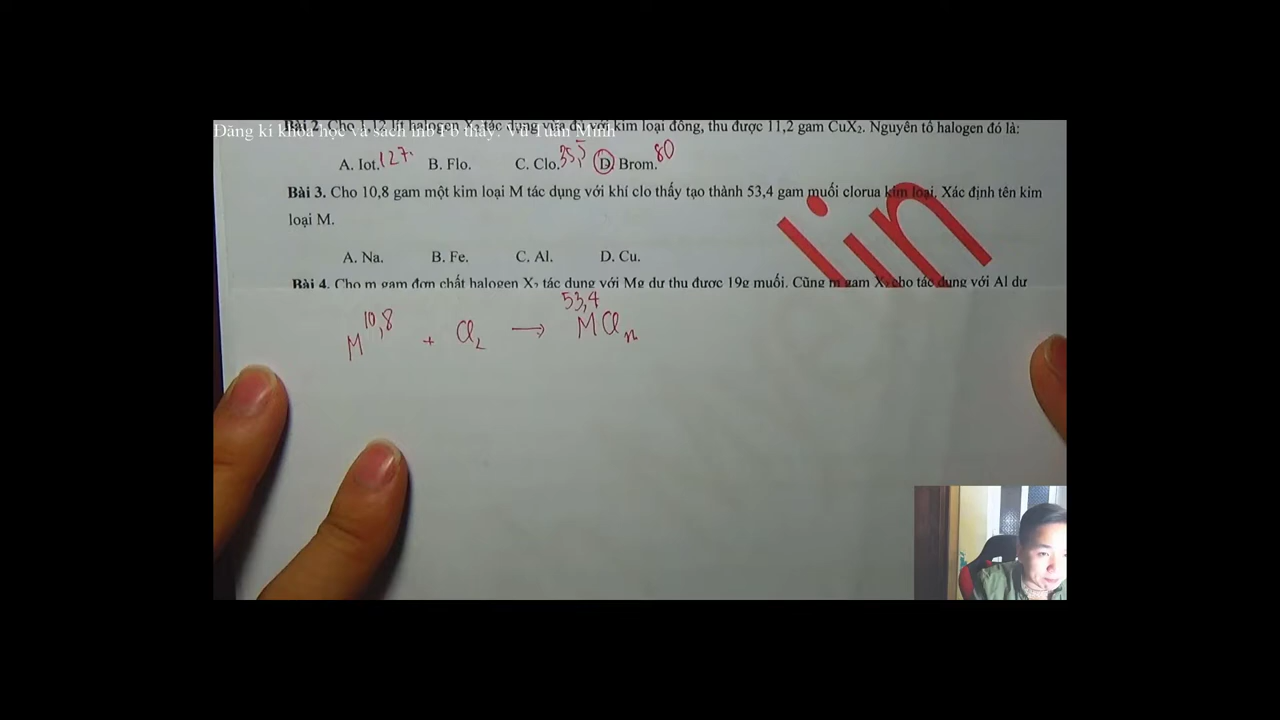 Đăng kí khoá học và sách inb Fb thầy: Vũ Tuấn Minh
Bài 2. Cho 1,12 lít halogen X₂ tác dụng vừa đủ với kim loại đồng, thu được 11,2 gam CuX₂. Nguyên tố halogen đó là:
A. Iot. 127. B. Flo. C. Clo. 35,5 D. Brom. 80
Bài 3. Cho 10,8 gam một kim loại M tác dụng với khí clo thấy tạo thành 53,4 gam muối clorua kim loại. Xác định tên kim
loại M.
A. Na. B. Fe. C. Al. D. Cu.
Bài 4. Cho m gam đơn chất halogen X₂ tác dụng với Mg dư thu được 19g muối. Cũng m gam X₂ cho tác dụng với Al dư
10,8 53,4
M + Cl₂ → MClₙ
lin